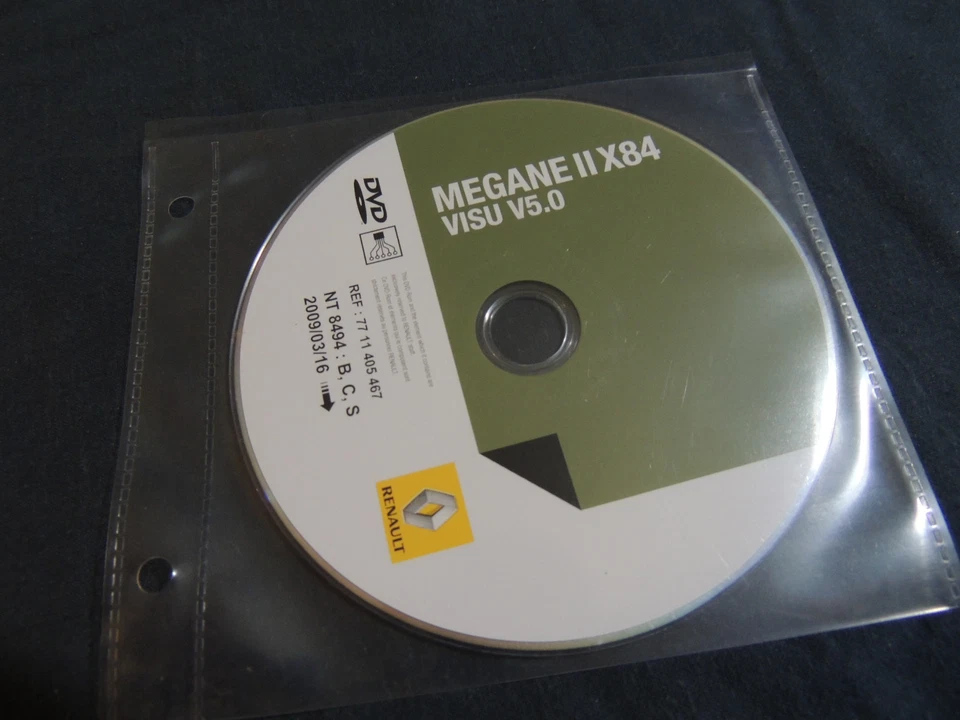 MEGANE II X84
VISU V5.0
DVD
REF : 77 11 405 467
NT 8494 : B, C, S
2009/03/16
RENAULT